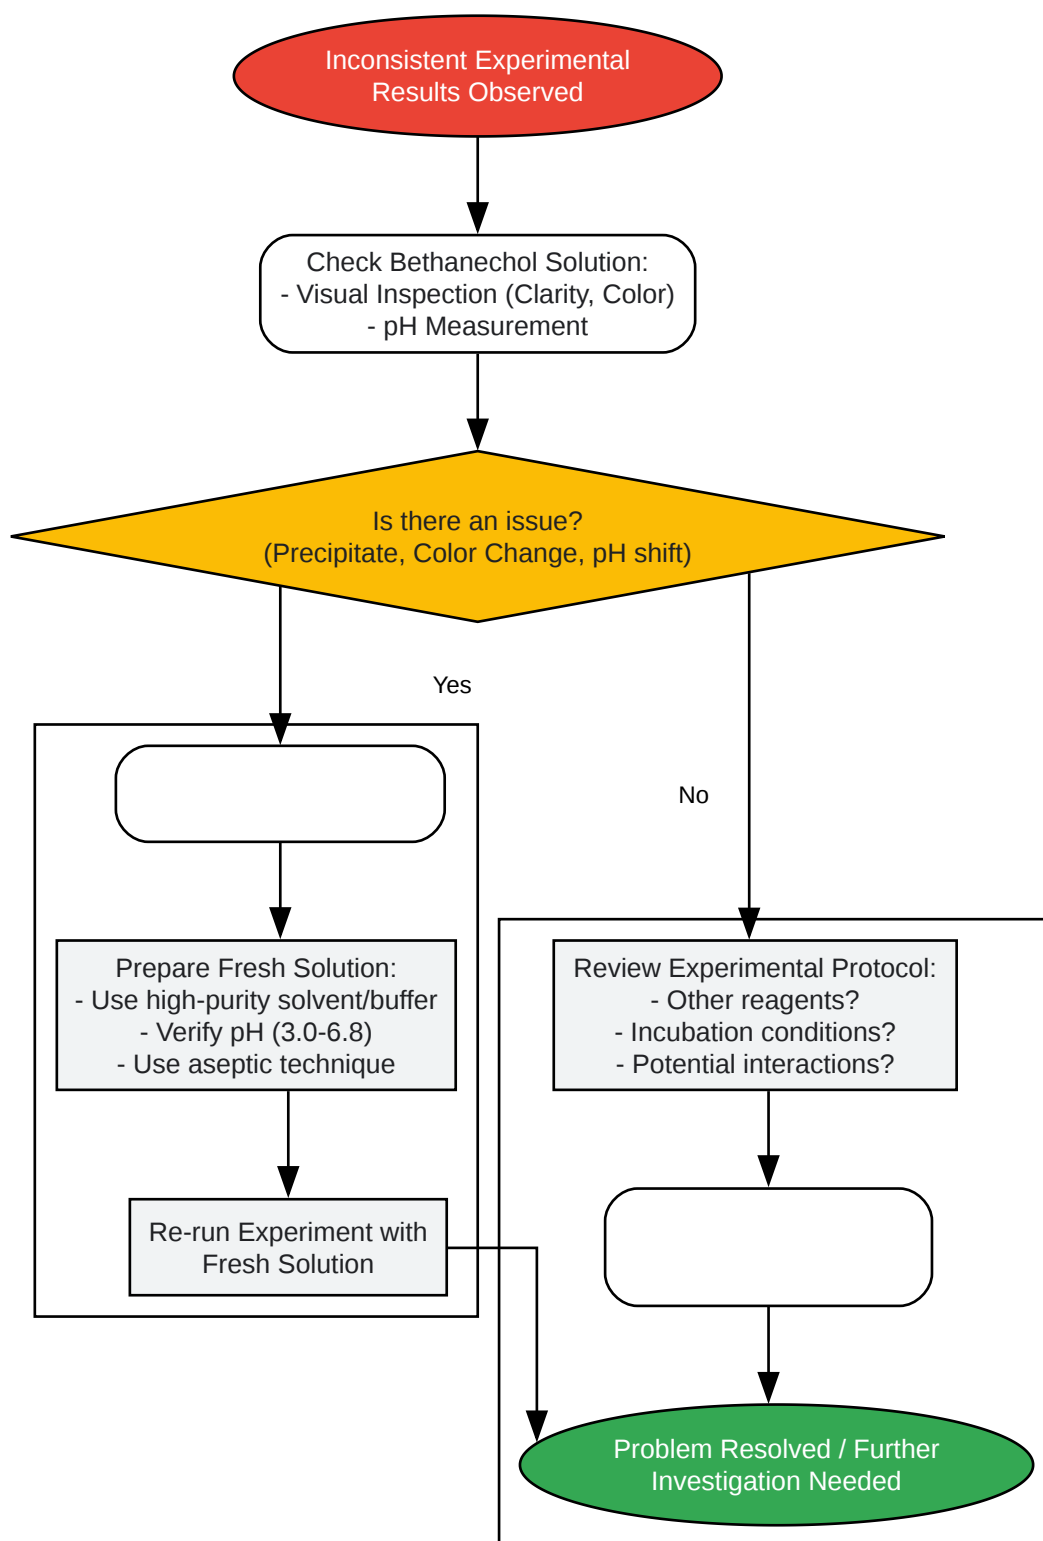 Inconsistent Experimental
Results Observed
Check Bethanechol Solution:
- Visual Inspection (Clarity, Color)
- pH Measurement
Is there an issue?
(Precipitate, Color Change, pH shift)
Yes
No
Prepare Fresh Solution:
- Use high-purity solvent/buffer
- Verify pH (3.0-6.8)
- Use aseptic technique
Review Experimental Protocol:
- Other reagents?
- Incubation conditions?
- Potential interactions?
Re-run Experiment with
Fresh Solution
Problem Resolved / Further
Investigation Needed